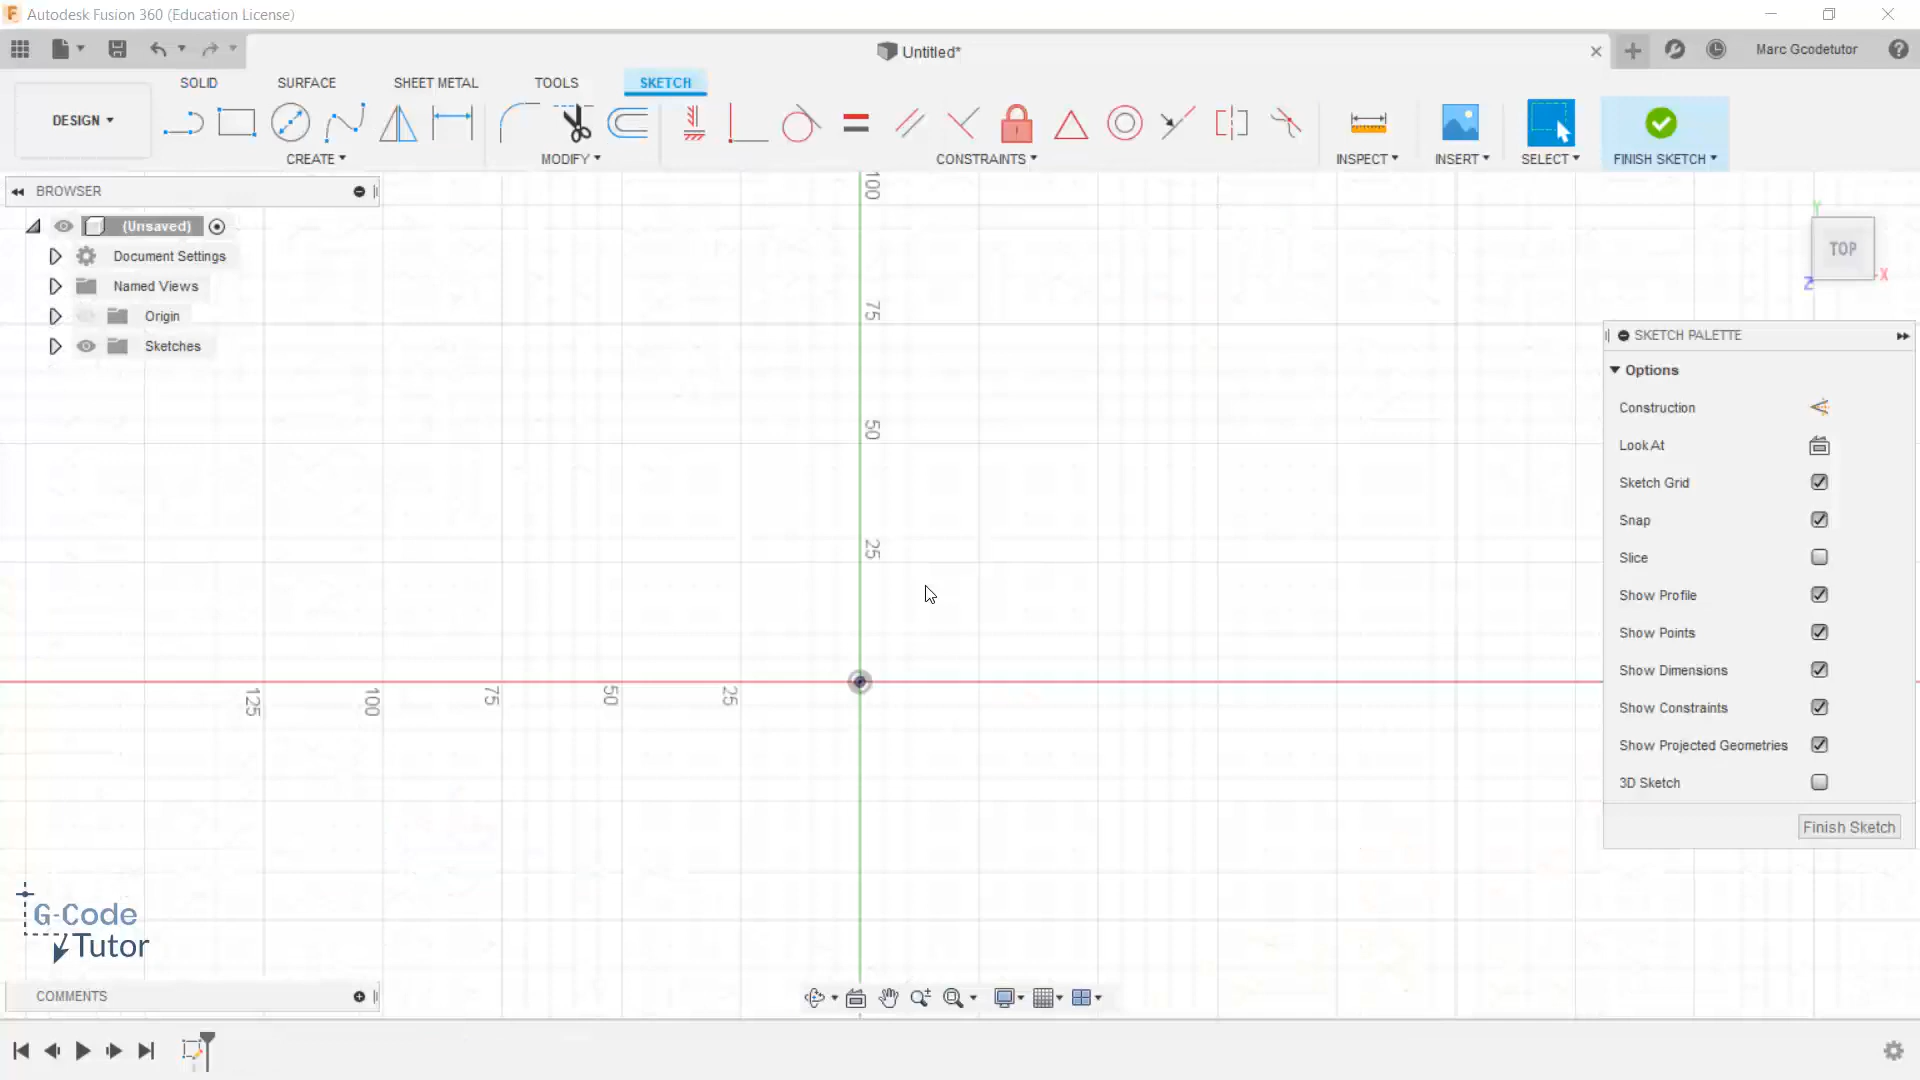 Autodesk Fusion 360 (Education License)
Untitled*
Marc Gcodetutor
SOLID
SURFACE
SHEET METAL
TOOLS
SKETCH
DESIGN
CREATE
MODIFY
CONSTRAINTS
INSPECT
INSERT
SELECT
FINISH SKETCH
BROWSER
(Unsaved)
Document Settings
Named Views
Origin
Sketches
100
75
50
25
125
100
75
50
25
Y
TOP
X
Z
SKETCH PALETTE
Options
Construction
Look At
Sketch Grid
Snap
Slice
Show Profile
Show Points
Show Dimensions
Show Constraints
Show Projected Geometries
3D Sketch
Finish Sketch
G-Code
Tutor
COMMENTS